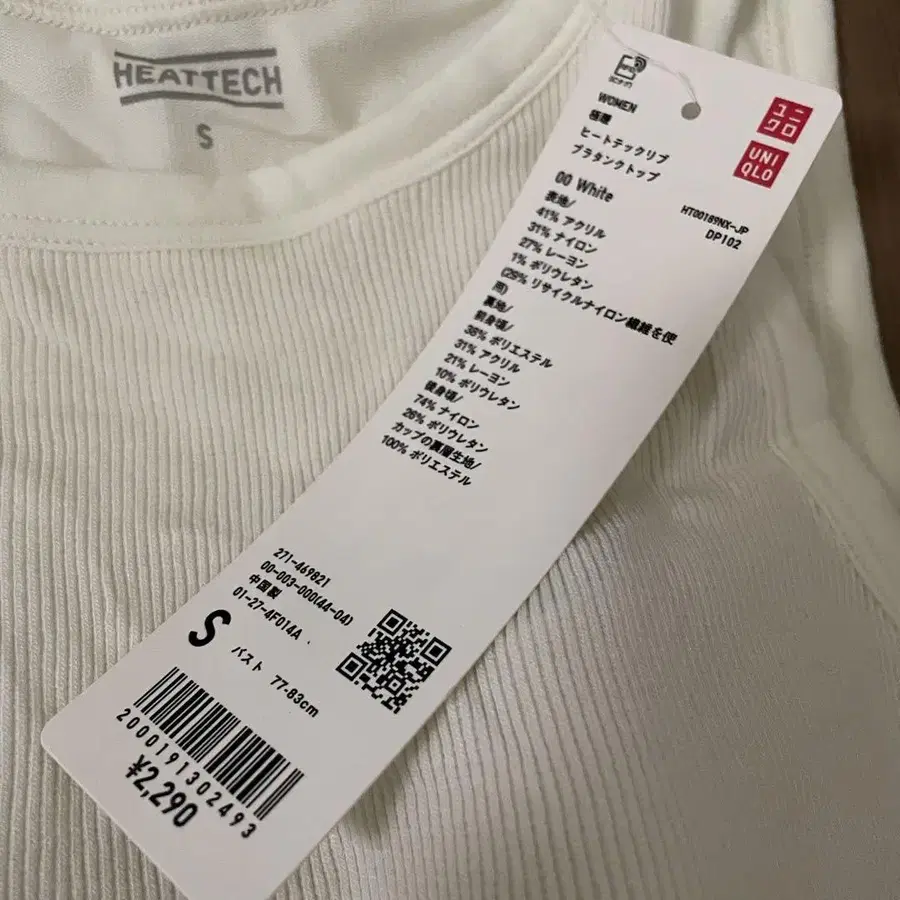 HEATTECH
S
ユニ
クロ
UNI
QLO
WOMEN
極暖
ヒートテックリブ
ブラタンクトップ
00 White
HT00189NX-JP
DP102
表地/
41% アクリル
31% ナイロン
27% レーヨン
1% ポリウレタン
(29% リサイクルナイロン繊維を使
用)
裏地/
前身頃/
38% ポリエステル
31% アクリル
21% レーヨン
10% ポリウレタン
後身頃/
74% ナイロン
26% ポリウレタン
カップの裏層生地/
100% ポリエステル
271-469821
00-003-000(44-04)
中国製
01-27-4F014A
S
バスト 77-83cm
2000191302493
¥2,290